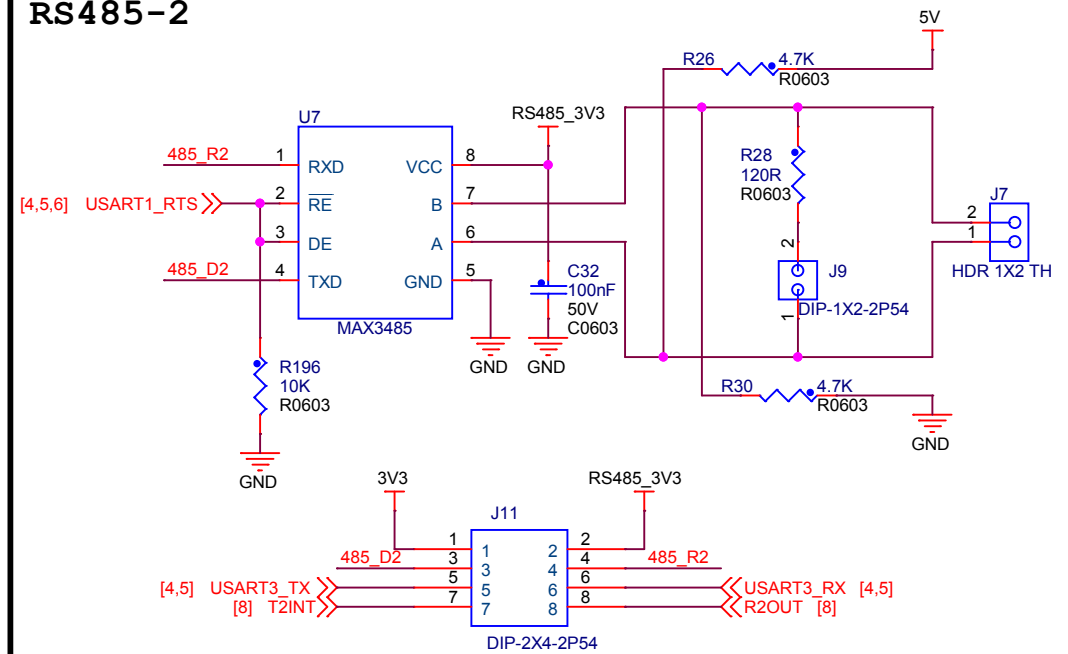 RS485-2
5V
R26
4.7K
R0603
U7
RS485_3V3
485_R2
1
RXD
VCC
8
R28
120R
R0603
[4,5,6]
USART1_RTS
2
RE
B
7
J7
2
1
3
DE
A
6
2
J9
HDR 1X2 TH
485_D2
4
TXD
GND
5
C32
100nF
50V
C0603
1
DIP-1X2-2P54
MAX3485
GND
GND
R196
10K
R0603
R30
4.7K
R0603
GND
GND
3V3
RS485_3V3
J11
1
1
2
2
485_D2
3
3
4
4
485_R2
[4,5]
USART3_TX
5
5
6
6
USART3_RX
[4,5]
[8]
T2INT
7
7
8
8
R2OUT
[8]
DIP-2X4-2P54